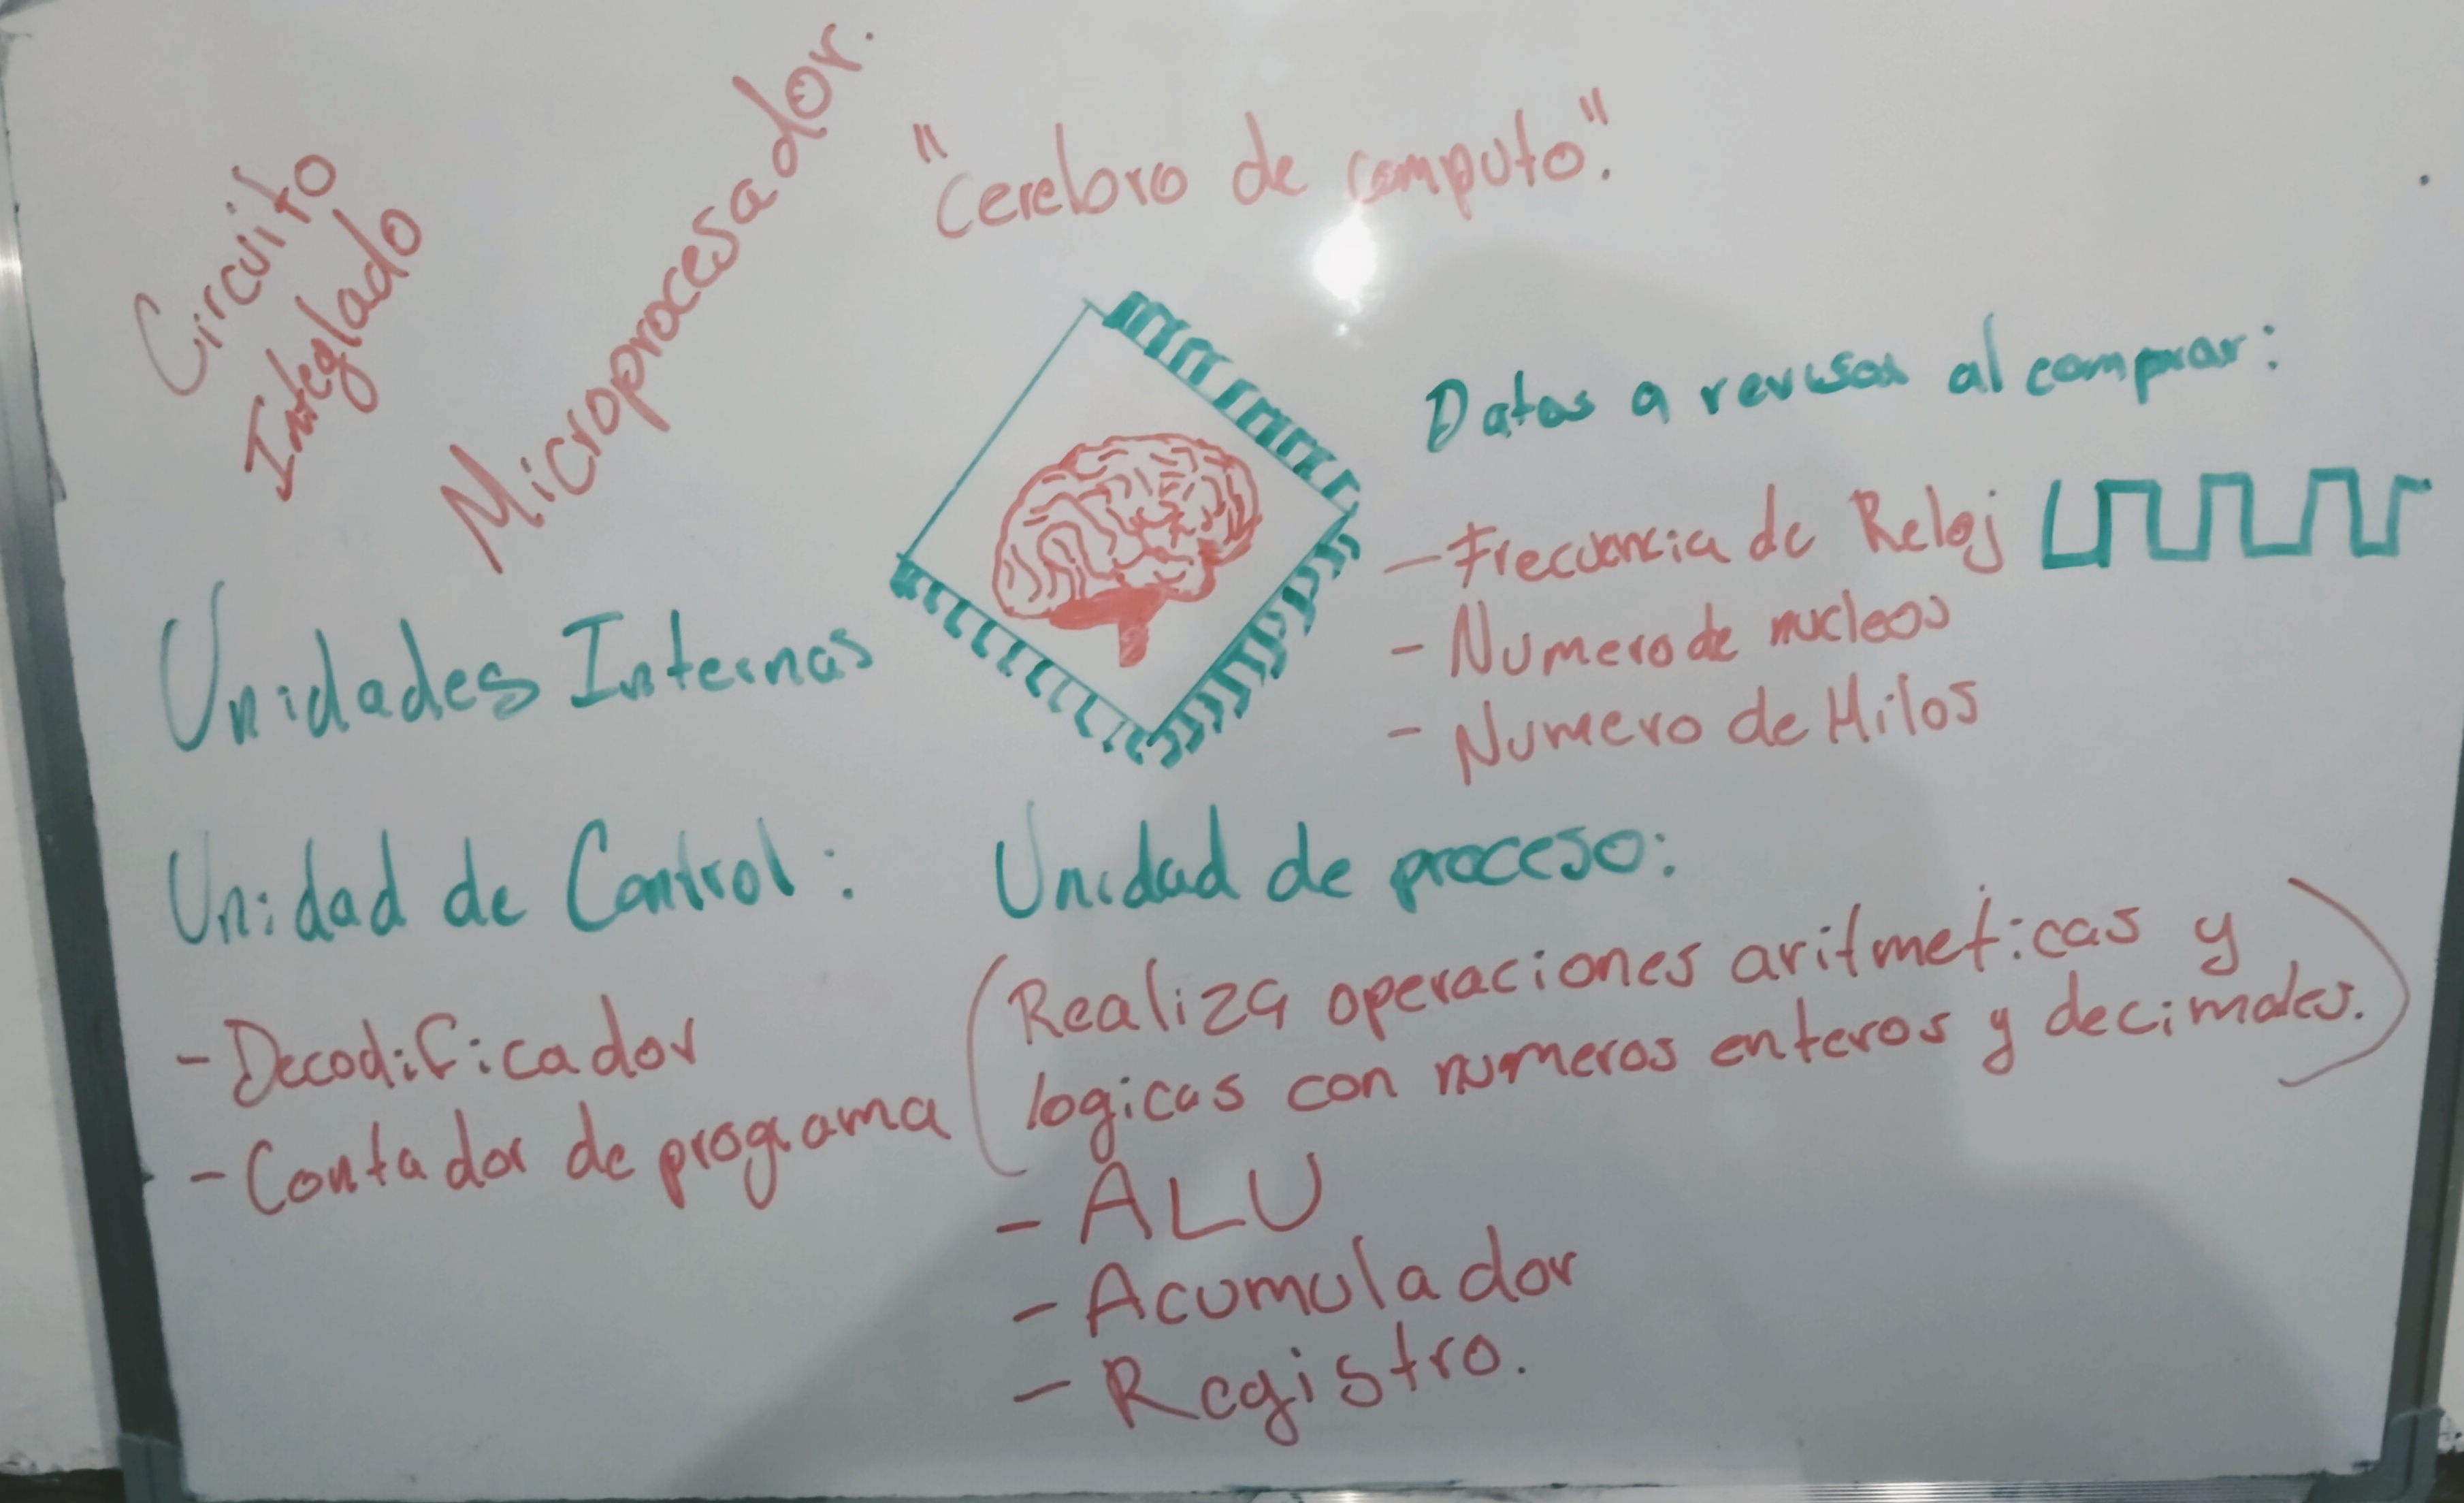 Circuito
Integlado
Microprocesador.
"Cerebro de computo".
Datos a revisar al comprar:
- Frecuencia de Reloj
- Numero de nucleos
- Numero de Hilos
Unidades Internas
Unidad de Control:
- Decodificador
- Contador de programa
Unidad de proceso:
(Realiza operaciones aritmeticas y
logicas con numeros enteros y decimales.)
- ALU
- Acumulador
- Registro.